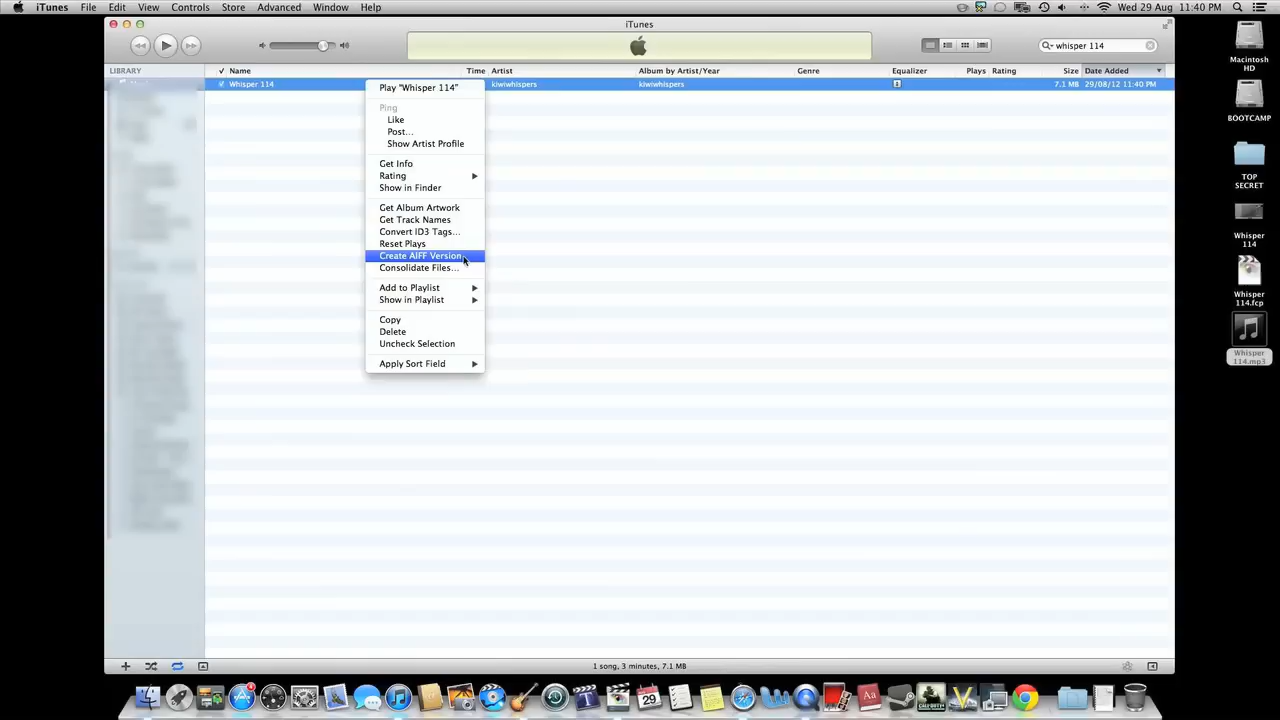 iTunes File Edit View Controls Store Advanced Window Help
Wed 29 Aug 11:40 PM
iTunes
whisper 114
LIBRARY
Name Time Artist Album by Artist/Year Genre Equalizer Plays Rating Size Date Added
Whisper 114 kiwiwhispers kiwiwhispers 7.1 MB 29/08/12 11:40 PM
Play "Whisper 114"
Ping
Like
Post...
Show Artist Profile
Get Info
Rating
Show in Finder
Get Album Artwork
Get Track Names
Convert ID3 Tags...
Reset Plays
Create AIFF Version
Consolidate Files...
Add to Playlist
Show in Playlist
Copy
Delete
Uncheck Selection
Apply Sort Field
1 song, 3 minutes, 7.1 MB
Macintosh
HD
BOOTCAMP
TOP
SECRET
Whisper
114
Whisper
114.fcp
Whisper
114.mp3
29